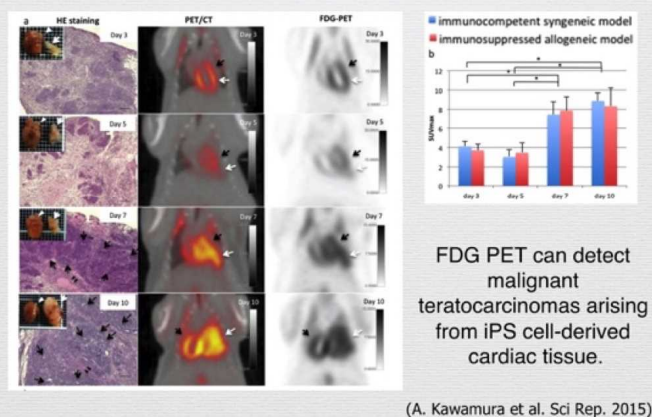 a HE staining PET/CT FDG-PET
Day 3 Day 3 Day 3
Day 5 Day 5 Day 5
Day 7 Day 7 Day 7
Day 10 Day 10 Day 10
immunocompetent syngeneic model
immunosuppressed allogeneic model
b
SUVmax
12
10
8
6
4
2
0
* * * *
day 3 day 5 day 7 day 10
FDG PET can detect
malignant
teratocarcinomas arising
from iPS cell-derived
cardiac tissue.
(A. Kawamura et al. Sci Rep. 2015)